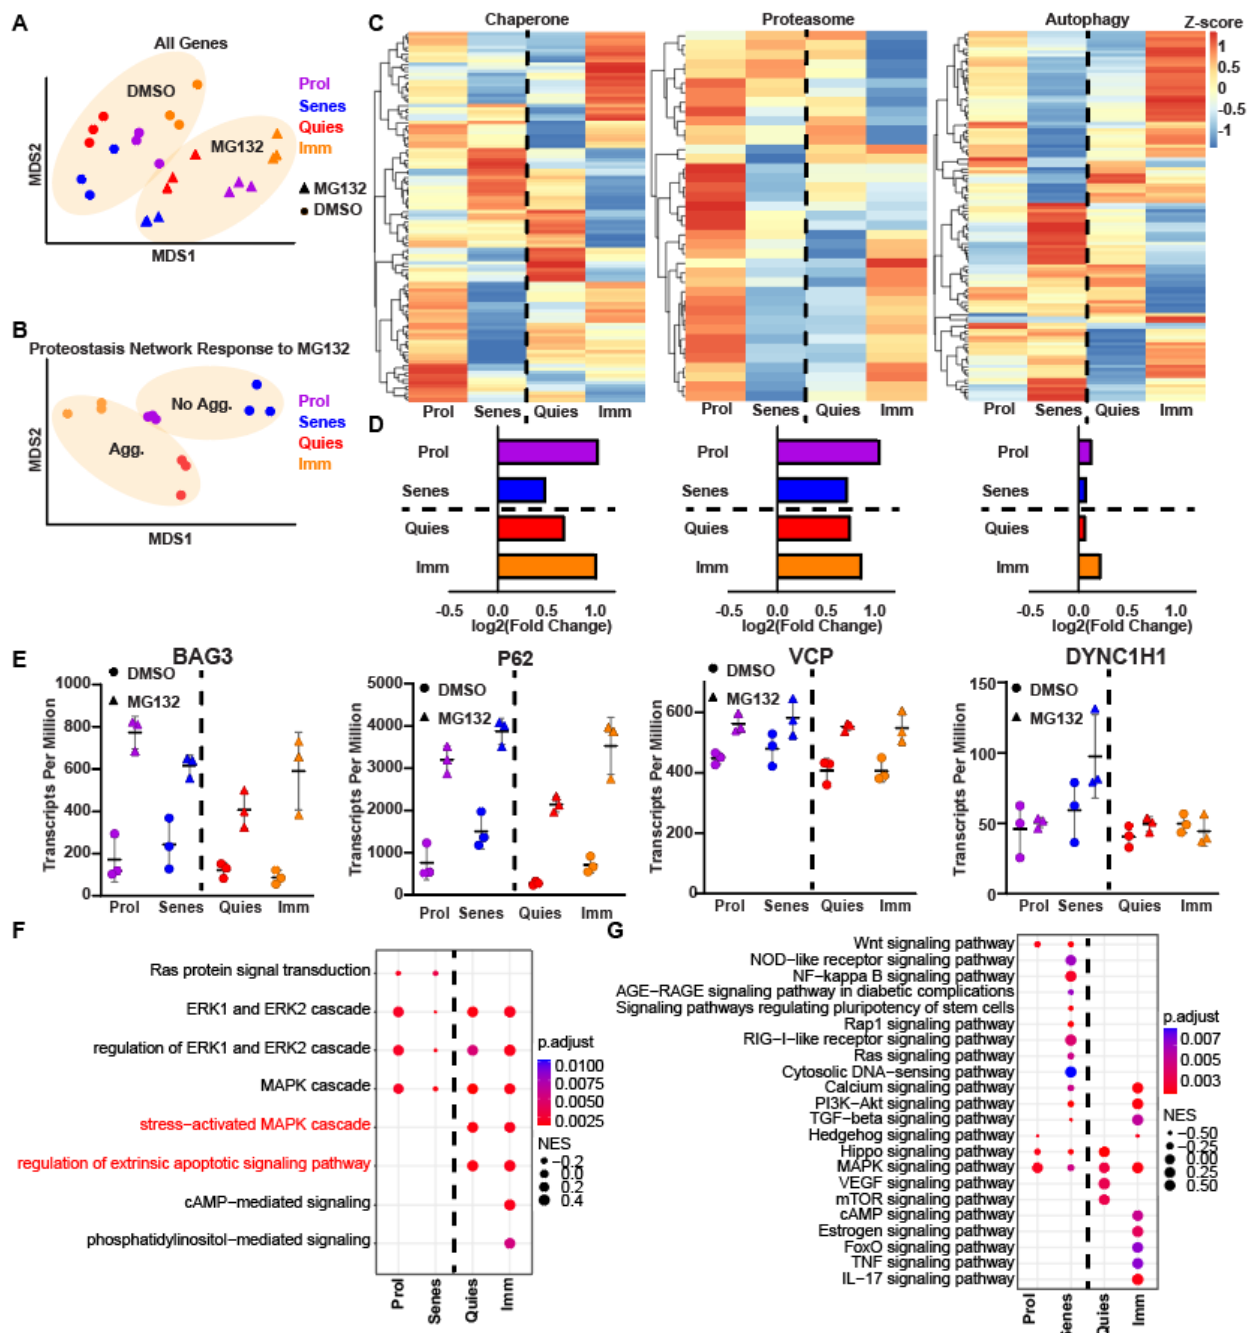 A
All Genes
DMSO
MG132
Prol
Senes
Quies
Imm
MG132
DMSO
MDS2
MDS1
B
Proteostasis Network Response to MG132
No Agg.
Agg.
Prol
Senes
Quies
Imm
MDS2
MDS1
C
Chaperone
Proteasome
Autophagy
Z-score
1
0.5
0
-0.5
-1
Prol Senes Quies Imm
Prol Senes Quies Imm
Prol Senes Quies Imm
D
Prol
Senes
Quies
Imm
-0.5 0.0 0.5 1.0
log2(Fold Change)
Prol
Senes
Quies
Imm
-0.5 0.0 0.5 1.0
log2(Fold Change)
Prol
Senes
Quies
Imm
-0.5 0.0 0.5 1.0
log2(Fold Change)
E
BAG3
DMSO
MG132
Transcripts Per Million
1000
800
600
400
200
0
Prol Senes Quies Imm
P62
DMSO
MG132
Transcripts Per Million
5000
4000
3000
2000
1000
0
Prol Senes Quies Imm
VCP
DMSO
MG132
Transcripts Per Million
600
400
200
0
Prol Senes Quies Imm
DYNC1H1
DMSO
MG132
Transcripts Per Million
150
100
50
0
Prol Senes Quies Imm
F
Ras protein signal transduction
ERK1 and ERK2 cascade
regulation of ERK1 and ERK2 cascade
MAPK cascade
stress-activated MAPK cascade
regulation of extrinsic apoptotic signaling pathway
cAMP-mediated signaling
phosphatidylinositol-mediated signaling
Prol
Senes
Quies
Imm
p.adjust
0.0100
0.0075
0.0050
0.0025
NES
-0.2
0.0
0.2
0.4
G
Wnt signaling pathway
NOD-like receptor signaling pathway
NF-kappa B signaling pathway
AGE-RAGE signaling pathway in diabetic complications
Signaling pathways regulating pluripotency of stem cells
Rap1 signaling pathway
RIG-I-like receptor signaling pathway
Ras signaling pathway
Cytosolic DNA-sensing pathway
Calcium signaling pathway
PI3K-Akt signaling pathway
TGF-beta signaling pathway
Hedgehog signaling pathway
Hippo signaling pathway
MAPK signaling pathway
VEGF signaling pathway
mTOR signaling pathway
cAMP signaling pathway
Estrogen signaling pathway
FoxO signaling pathway
TNF signaling pathway
IL-17 signaling pathway
Prol
Senes
Quies
Imm
p.adjust
0.007
0.005
0.003
NES
-0.50
-0.25
0.00
0.25
0.50